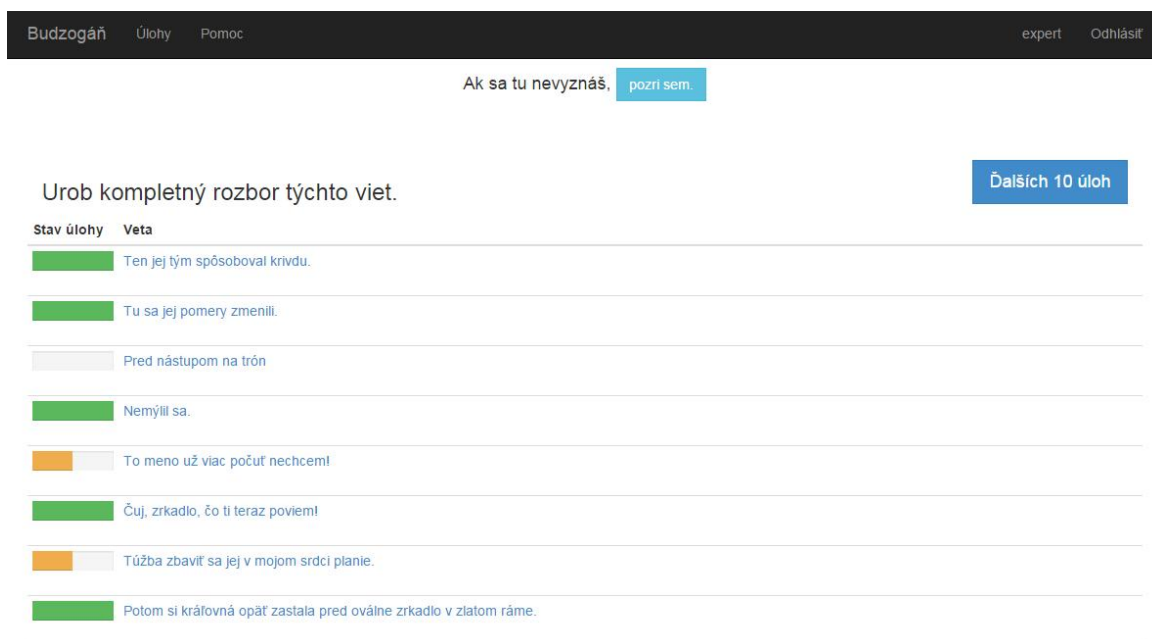 Budzogáň Úlohy Pomoc expert Odhlásiť
Ak sa tu nevyznáš, pozri sem.
Urob kompletný rozbor týchto viet.
Ďalších 10 úloh
Stav úlohy Veta
Ten jej tým spôsoboval krivdu.
Tu sa jej pomery zmenili.
Pred nástupom na trón
Nemýlil sa.
To meno už viac počuť nechcem!
Čuj, zrkadlo, čo ti teraz poviem!
Túžba zbaviť sa jej v mojom srdci planie.
Potom si kráľovná opäť zastala pred oválne zrkadlo v zlatom ráme.